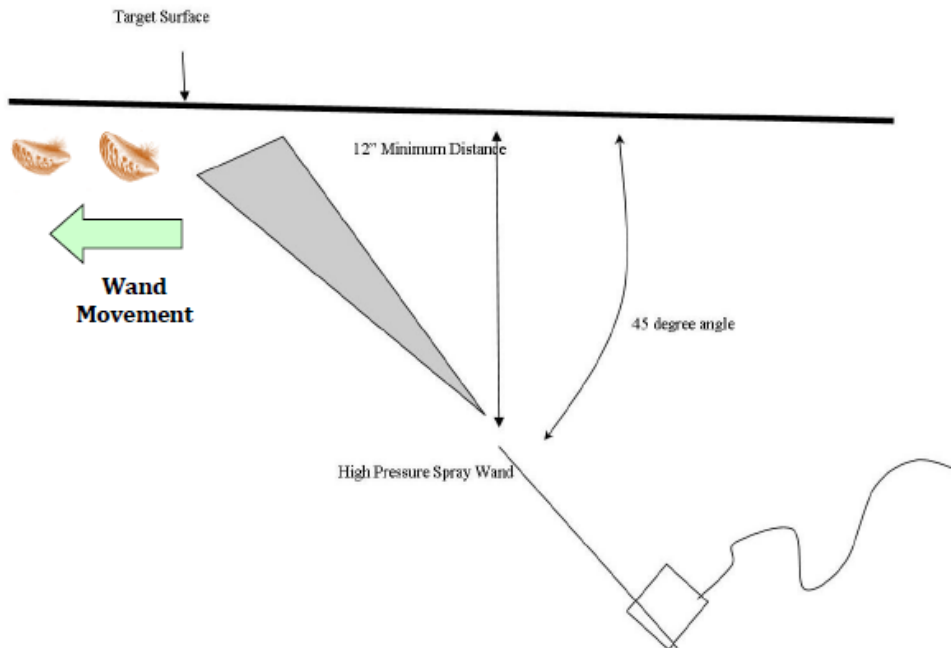 Target Surface
12" Minimum Distance
Wand
Movement
45 degree angle
High Pressure Spray Wand